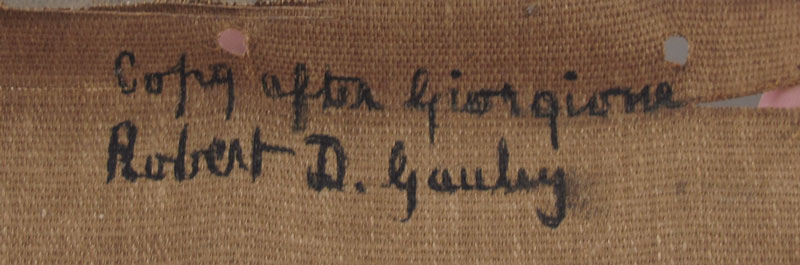 Copy after Giorgione
Robert D. Gauley